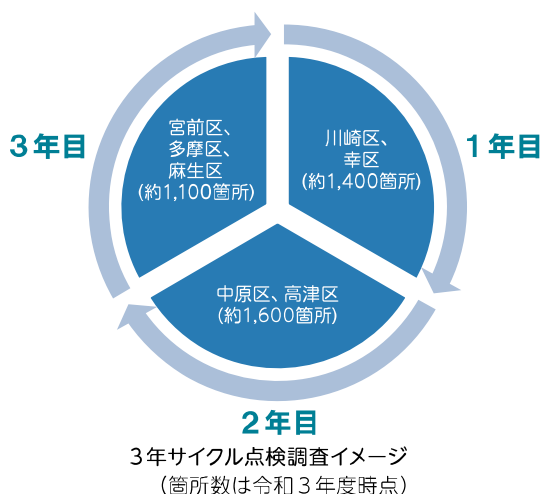 1年目
川崎区、
幸区
(約1,400箇所)
2年目
中原区、高津区
(約1,600箇所)
3年目
宮前区、
多摩区、
麻生区
(約1,100箇所)
3年サイクル点検調査イメージ
(箇所数は令和3年度時点)